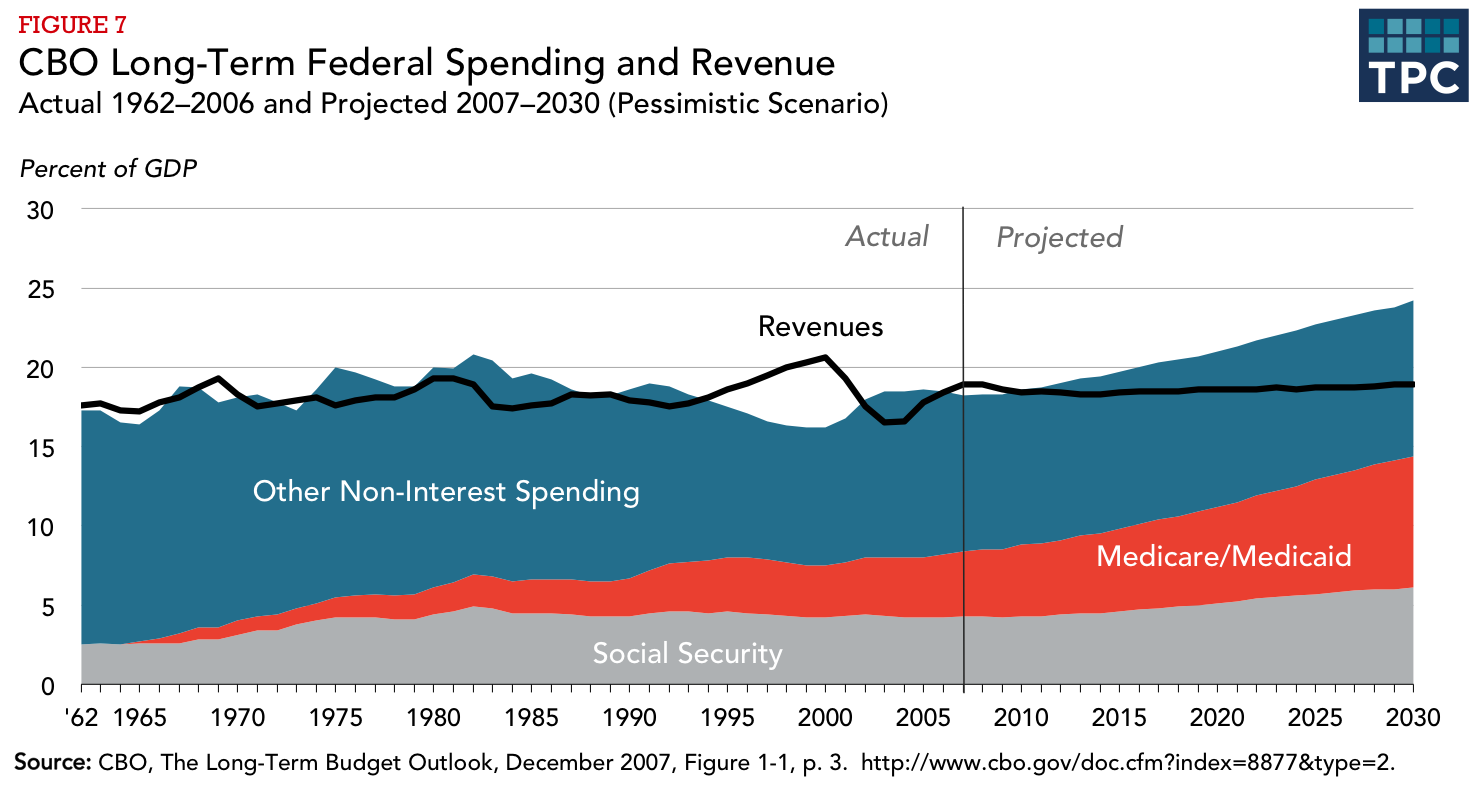 FIGURE 7
CBO Long-Term Federal Spending and Revenue
TPC
Actual 1962–2006 and Projected 2007–2030 (Pessimistic Scenario)
Percent of GDP
30
Actual
Projected
25
Revenues
20
15
Other Non-Interest Spending
10
Medicare/Medicaid
5
Social Security
0
'62 1965 1970 1975 1980 1985 1990 1995 2000 2005 2010 2015 2020 2025 2030
Source: CBO, The Long-Term Budget Outlook, December 2007, Figure 1-1, p. 3. http://www.cbo.gov/doc.cfm?index=8877&type=2.